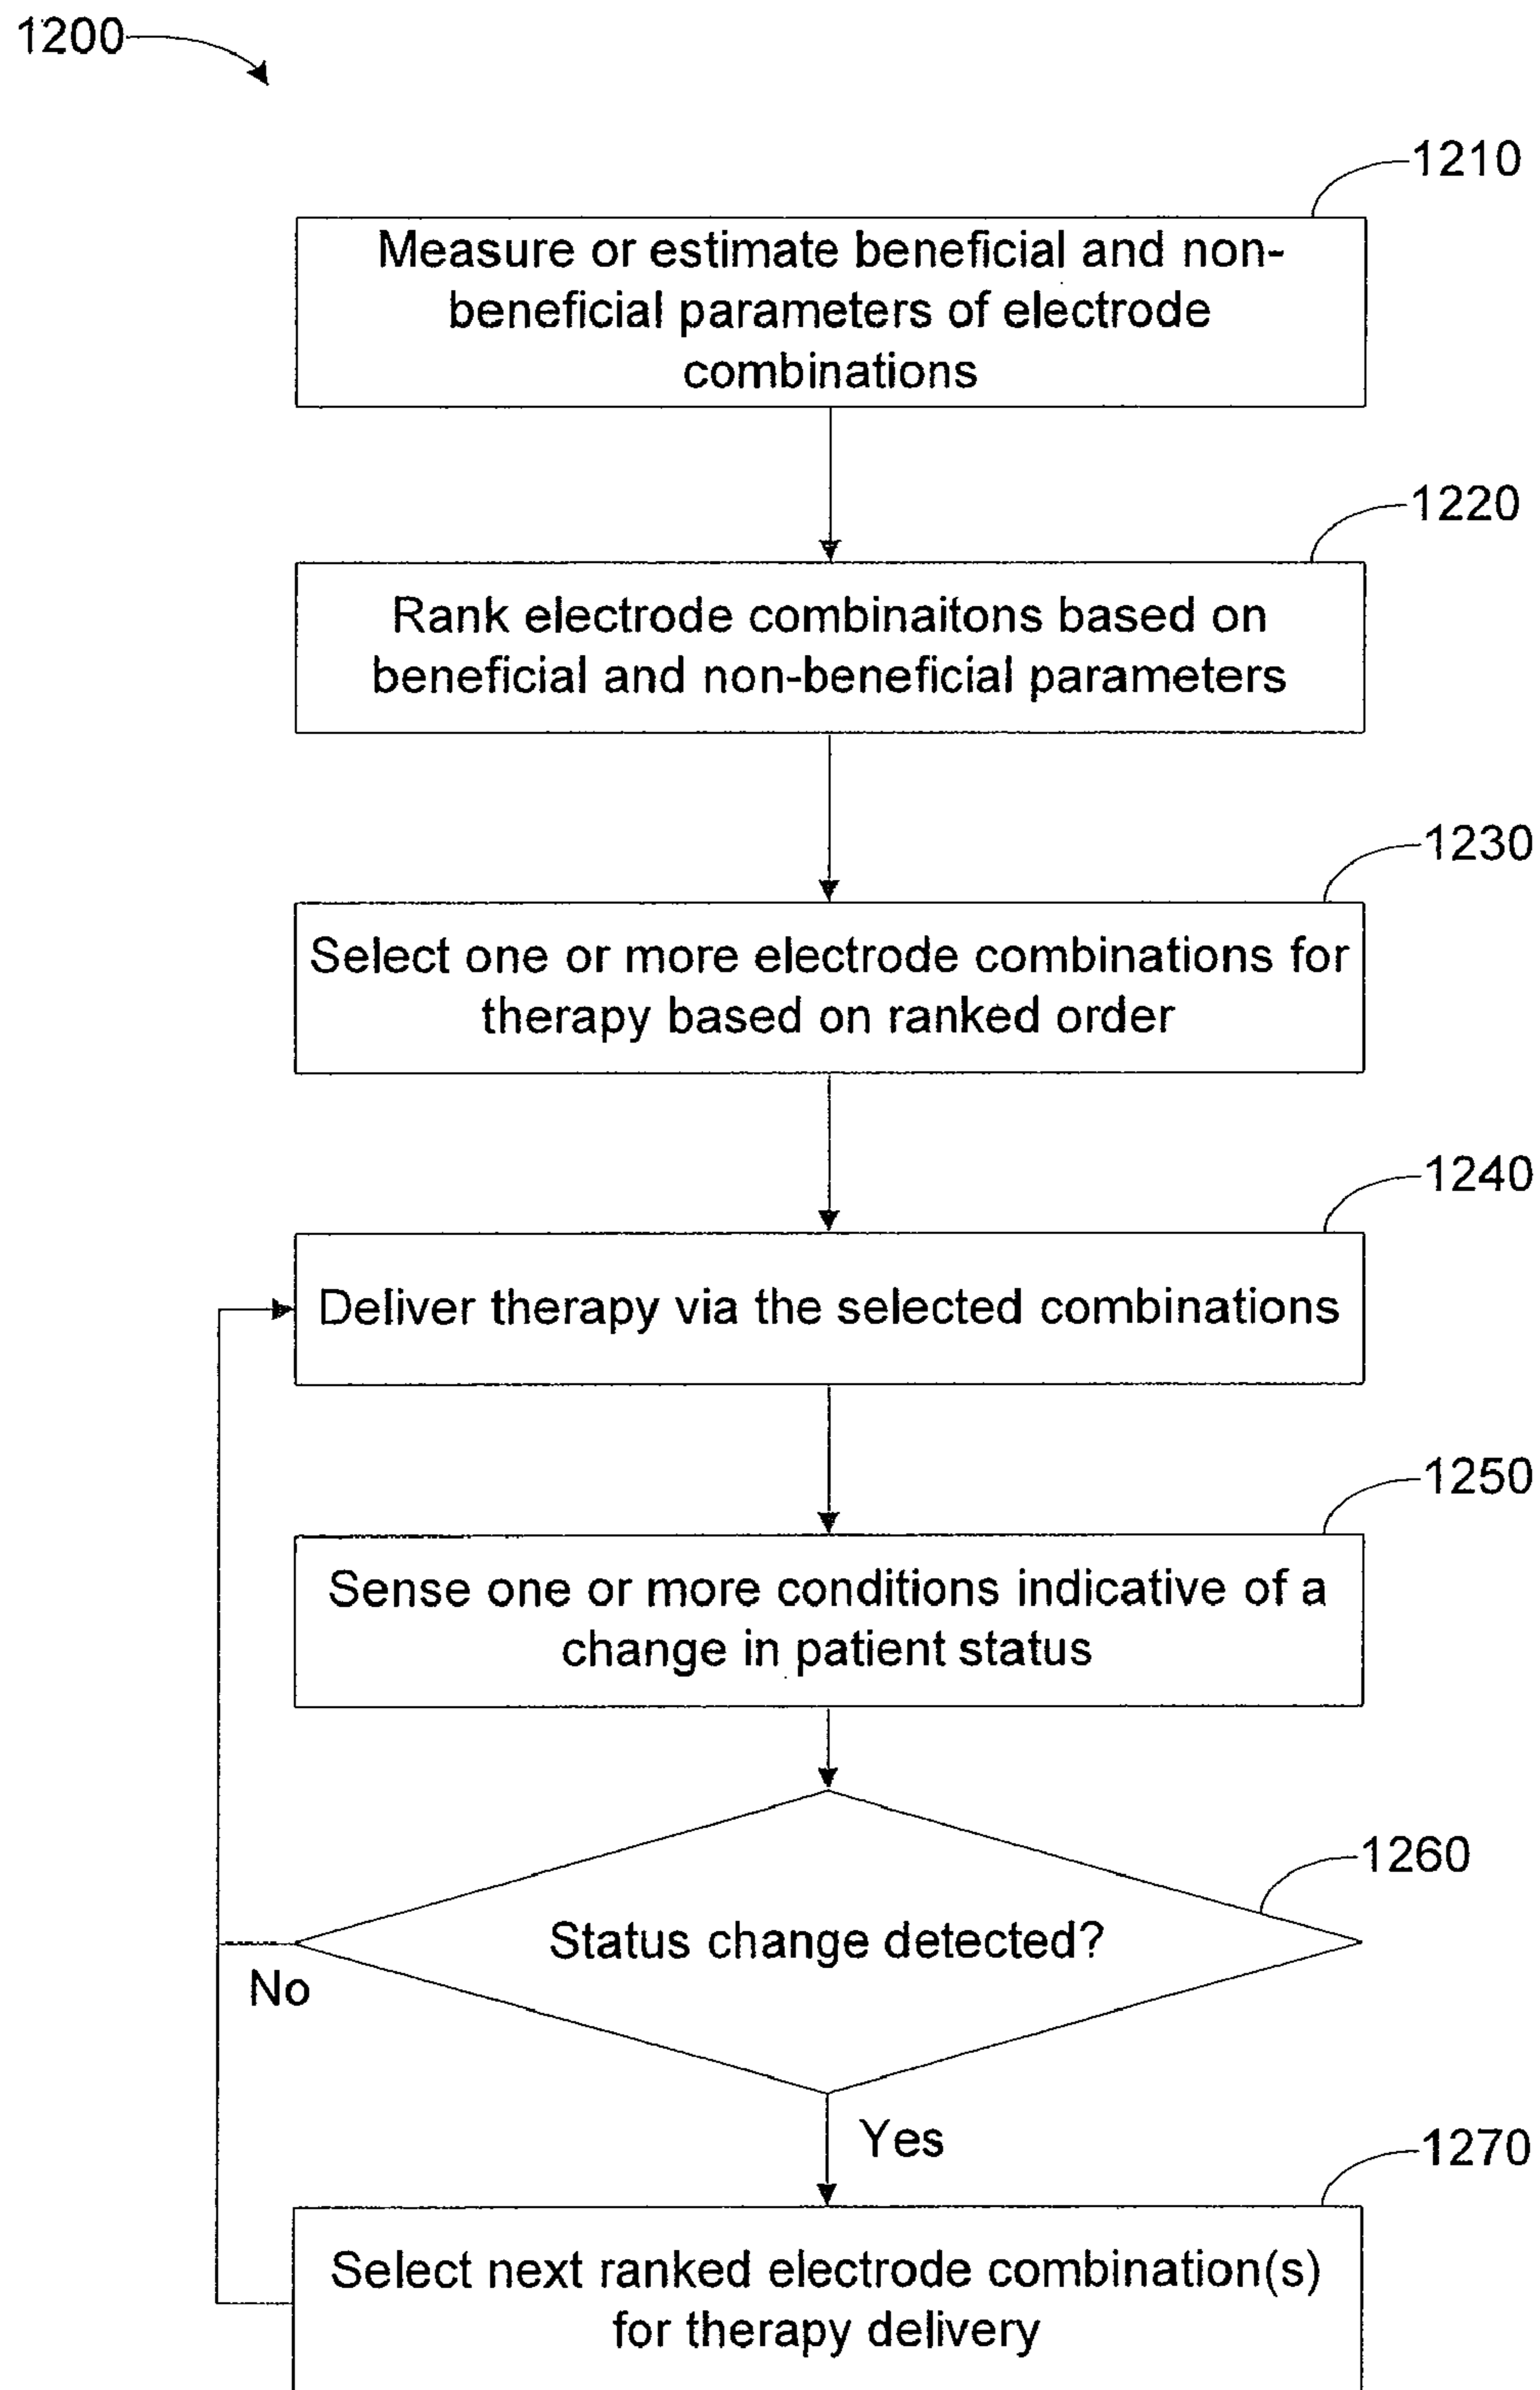 1200
1210
Measure or estimate beneficial and non-
beneficial parameters of electrode
combinations
1220
Rank electrode combinaitons based on
beneficial and non-beneficial parameters
1230
Select one or more electrode combinations for
therapy based on ranked order
1240
Deliver therapy via the selected combinations
1250
Sense one or more conditions indicative of a
change in patient status
1260
Status change detected?
No
Yes
1270
Select next ranked electrode combination(s)
for therapy delivery